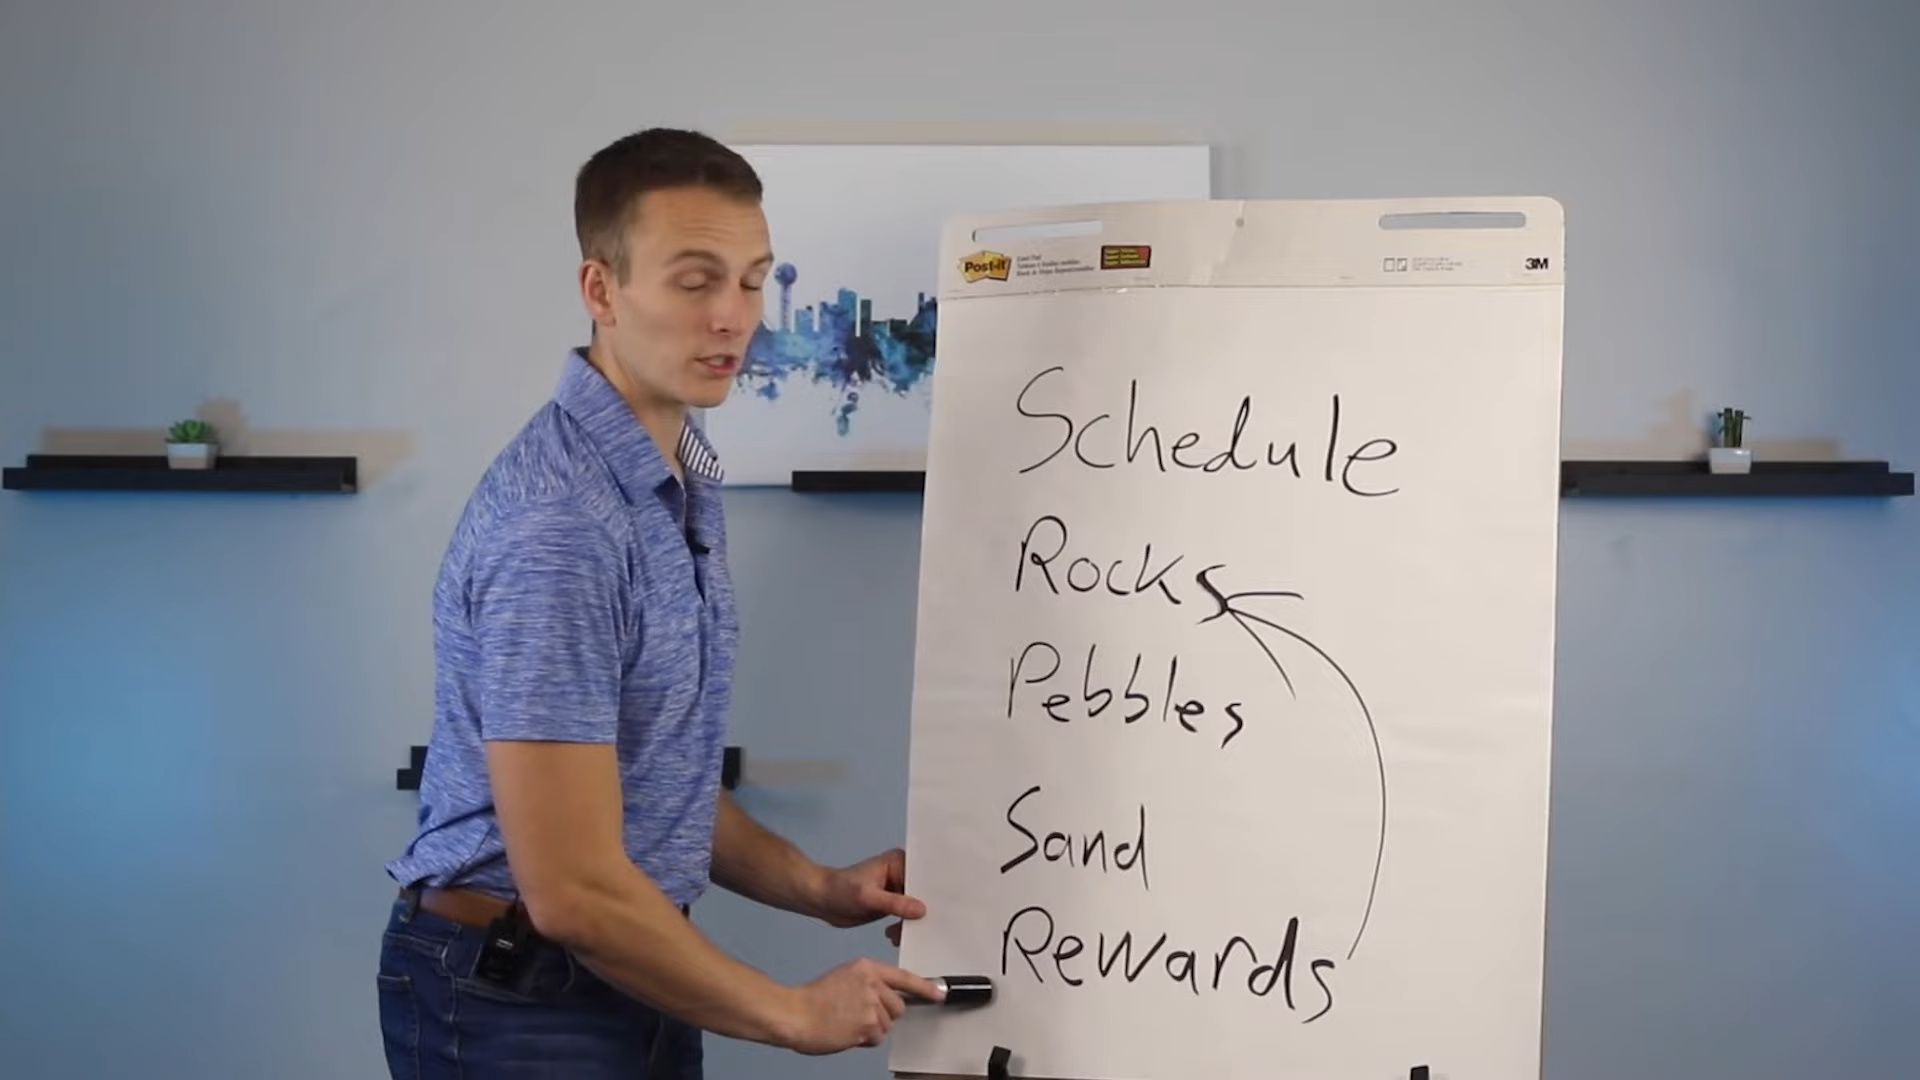 Post-it
3M
Schedule
Rocks
Pebbles
Sand
Rewards